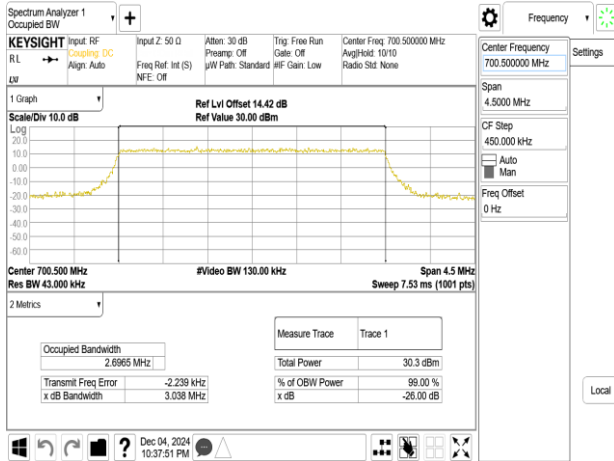 Spectrum Analyzer 1
Occupied BW
Frequency
KEYSIGHT
RL
LXI
Input: RF
Coupling: DC
Align: Auto
Input Z: 50 Ω
Freq Ref: Int (S)
NFE: Off
Atten: 30 dB
Preamp: Off
µW Path: Standard
Trig: Free Run
Gate: Off
#IF Gain: Low
Center Freq: 700.500000 MHz
Avg|Hold: 10/10
Radio Std: None
Center Frequency
700.500000 MHz
Settings
Span
4.5000 MHz
CF Step
450.000 kHz
Auto
Man
Freq Offset
0 Hz
Local
1 Graph
Scale/Div 10.0 dB
Ref Lvl Offset 14.42 dB
Ref Value 30.00 dBm
Log
20.0
10.0
0.00
-10.0
-20.0
-30.0
-40.0
-50.0
-60.0
Center 700.500 MHz
#Video BW 130.00 kHz
Span 4.5 MHz
Res BW 43.000 kHz
Sweep 7.53 ms (1001 pts)
2 Metrics
Measure Trace Trace 1
Occupied Bandwidth
2.6965 MHz
Total Power 30.3 dBm
Transmit Freq Error -2.239 kHz
% of OBW Power 99.00 %
x dB Bandwidth 3.038 MHz
x dB -26.00 dB
?
Dec 04, 2024
10:37:51 PM